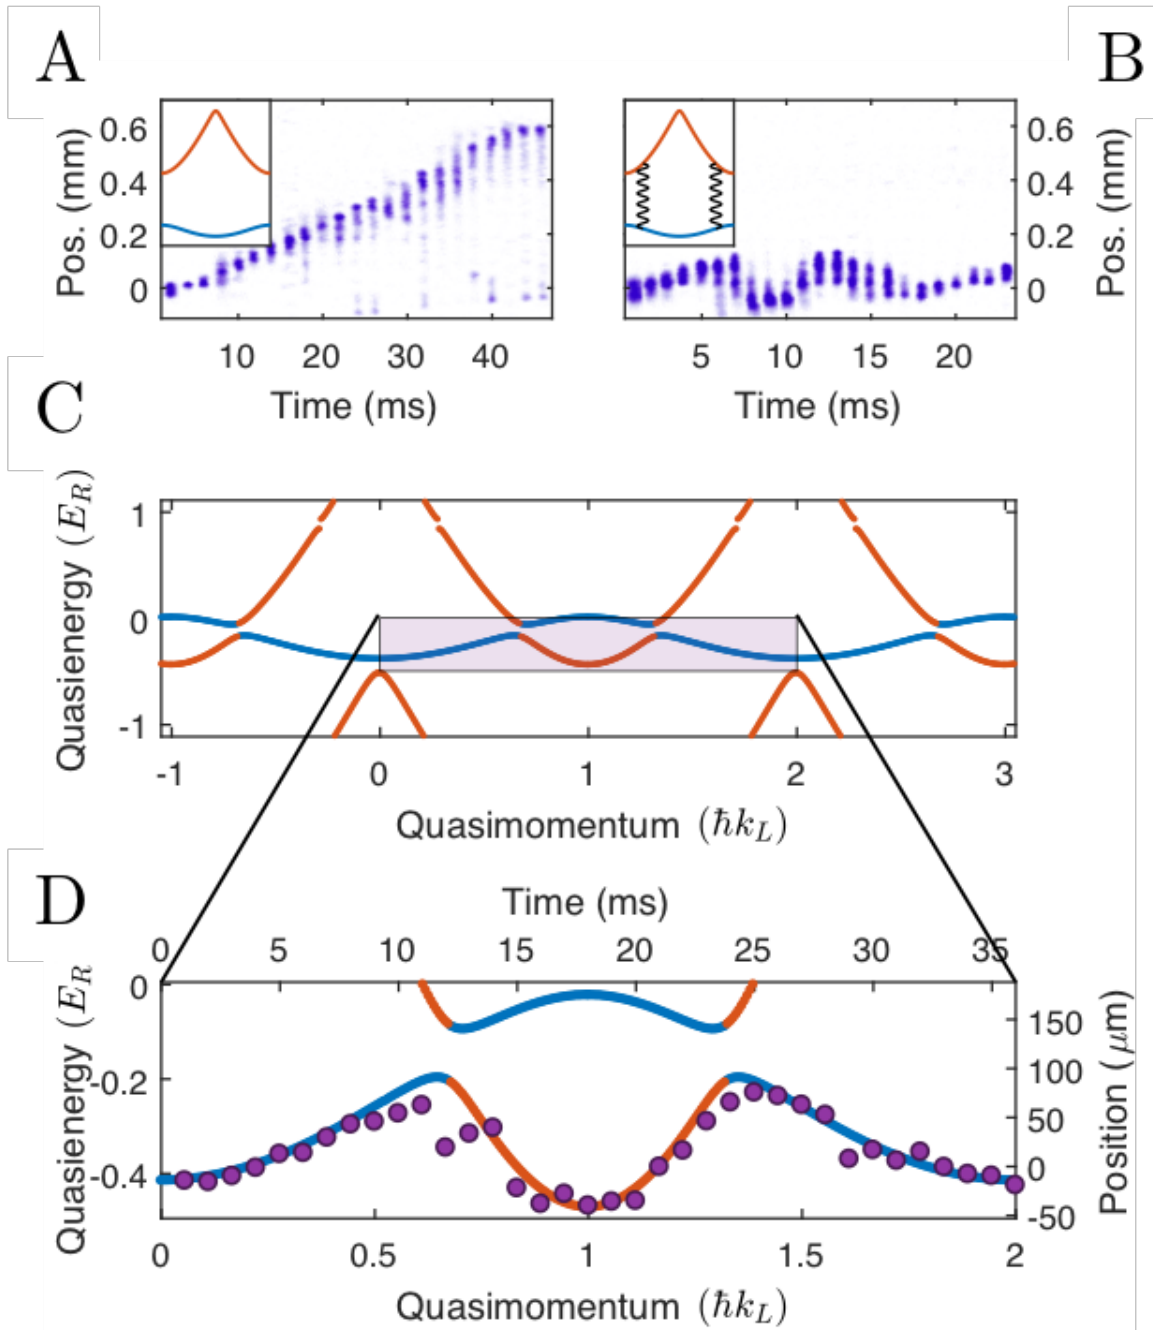 A
B
Pos. (mm)
0.6
0.4
0.2
0
10 20 30 40
Time (ms)
0.6
0.4
0.2
0
Pos. (mm)
5 10 15 20
Time (ms)
C
Quasienergy (E_R)
1
0
-1
-1 0 1 2 3
Quasimomentum (ħk_L)
D
Time (ms)
0 5 10 15 20 25 30 35
Quasienergy (E_R
0
-0.2
-0.4
150
100
50
0
-50
Position (μm)
0 0.5 1 1.5 2
Quasimomentum (ħk_L)